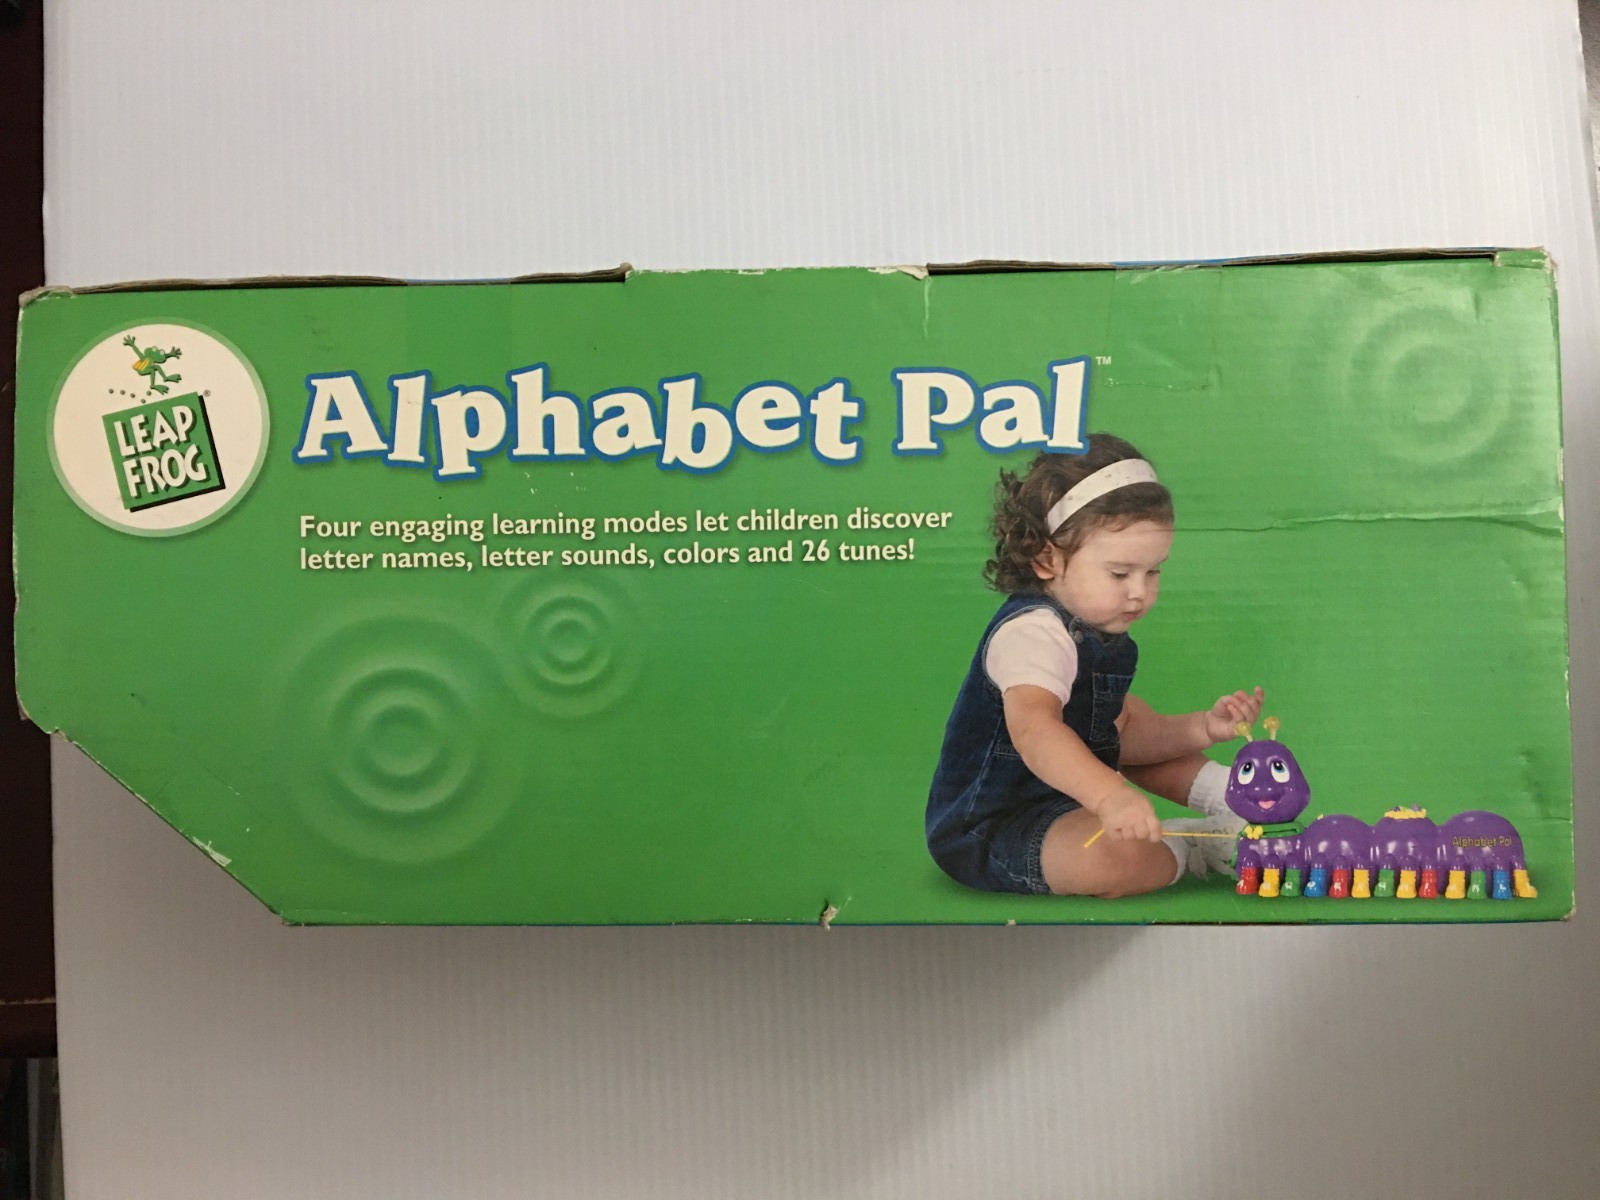 LEAP
FROG
®
Alphabet Pal™
Four engaging learning modes let children discover
letter names, letter sounds, colors and 26 tunes!
Alphabet Pal